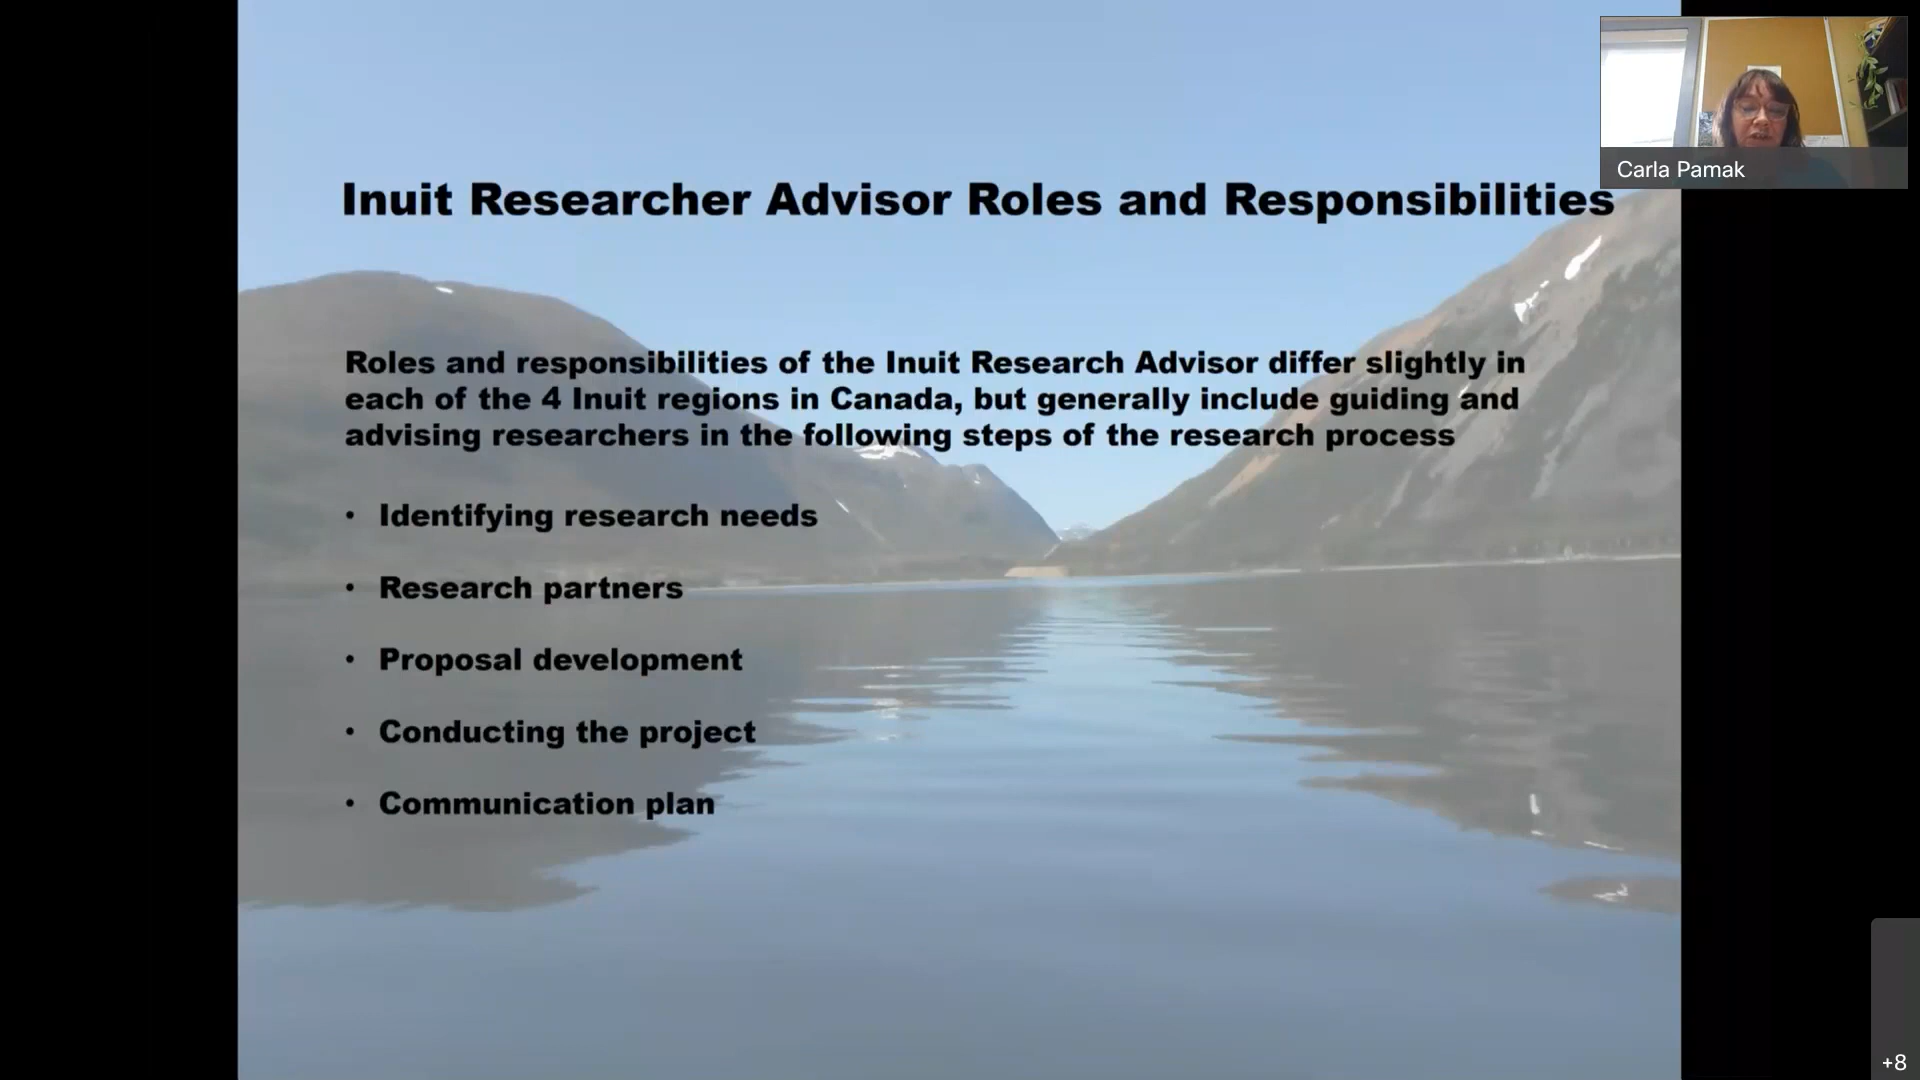 Carla Pamak
Inuit Researcher Advisor Roles and Responsibilities
Roles and responsibilities of the Inuit Research Advisor differ slightly in
each of the 4 Inuit regions in Canada, but generally include guiding and
advising researchers in the following steps of the research process
• Identifying research needs
• Research partners
• Proposal development
• Conducting the project
• Communication plan
+8